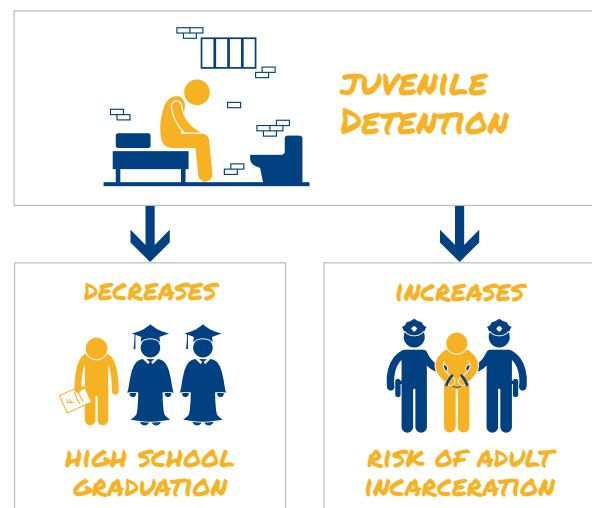 JUVENILE
DETENTION
DECREASES
HIGH SCHOOL
GRADUATION
INCREASES
RISK OF ADULT
INCARCERATION